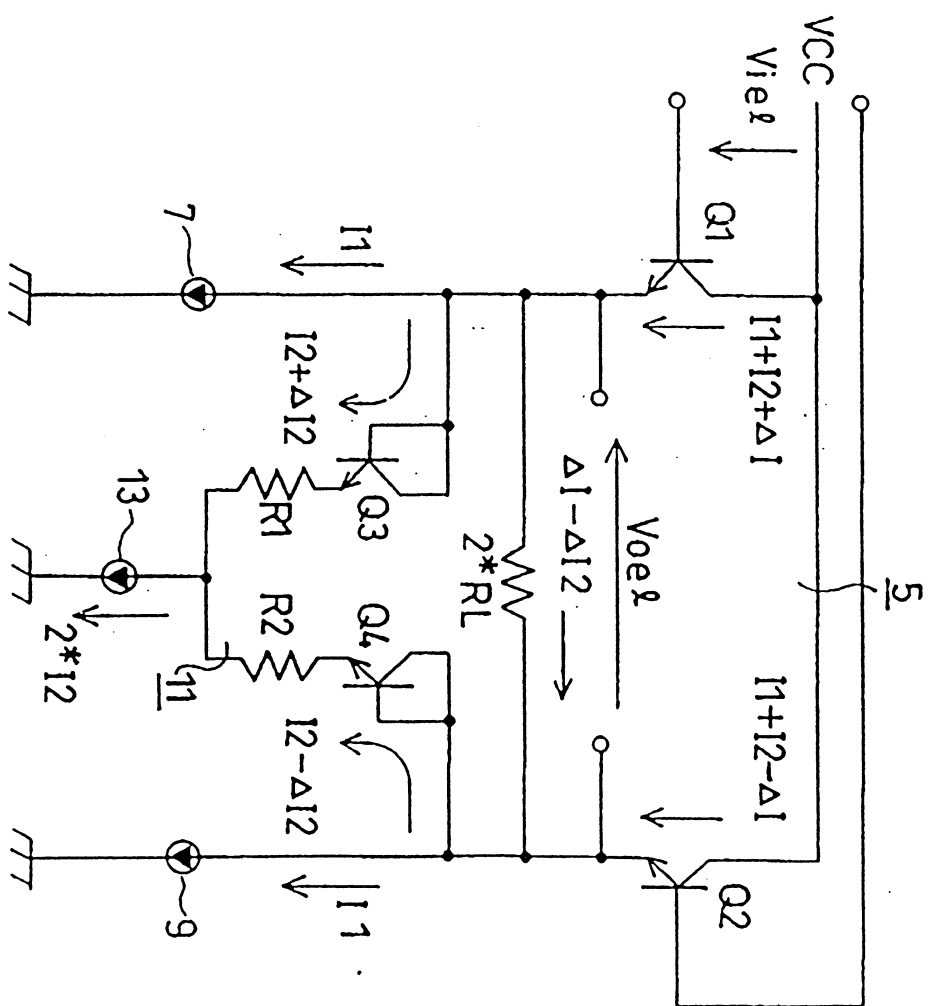 VCC
Vieℓ
5
Q1
I1+I2+ΔI
I1+I2-ΔI
Q2
Voeℓ
ΔI-ΔI2
2*RL
I1
I2+ΔI2
Q3
Q4
I2-ΔI2
I1
R1
R2
7
13
11
9
2*I2